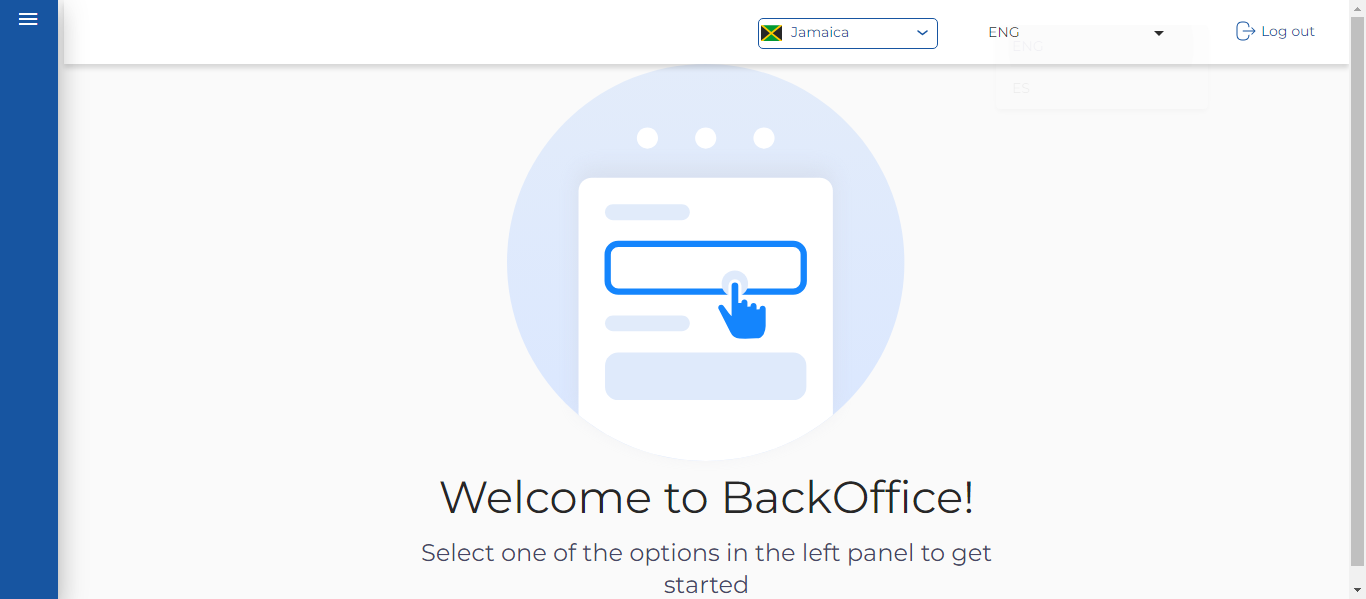 Jamaica
ENG
Log out
ENG
ES
Welcome to BackOffice!
Select one of the options in the left panel to get
started